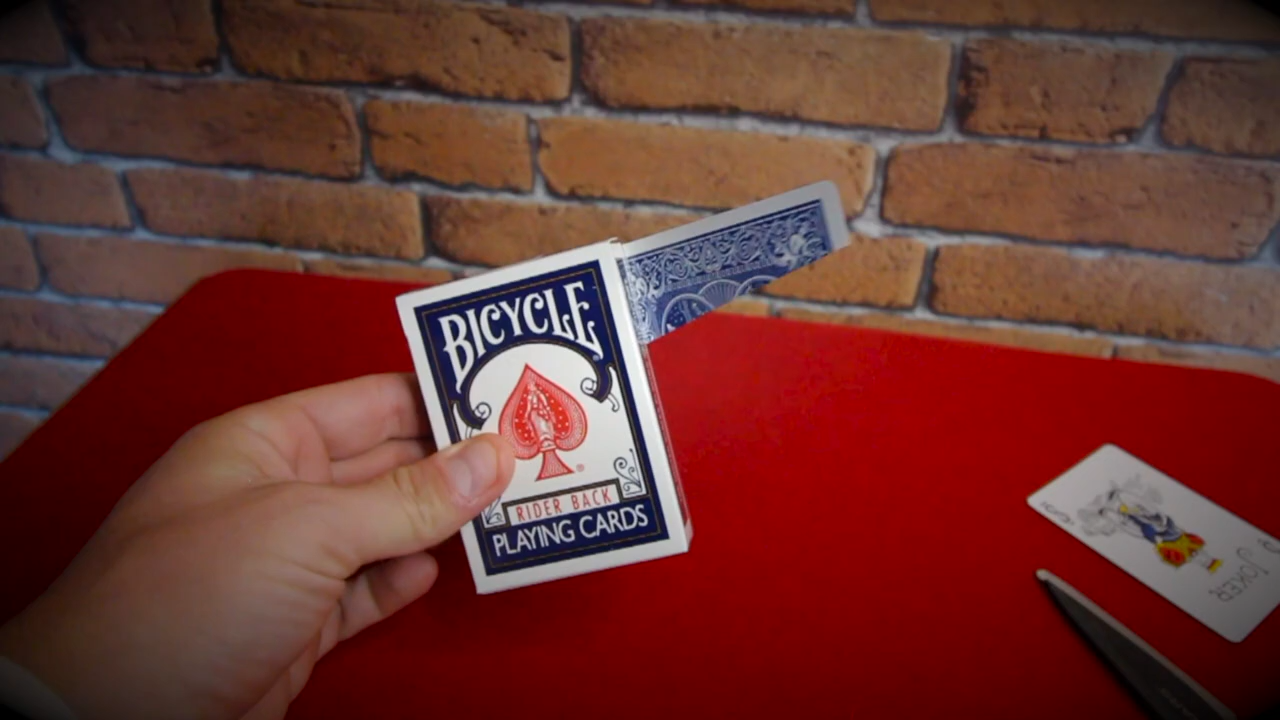 BICYCLE
®
RIDER BACK
PLAYING CARDS
JOKER